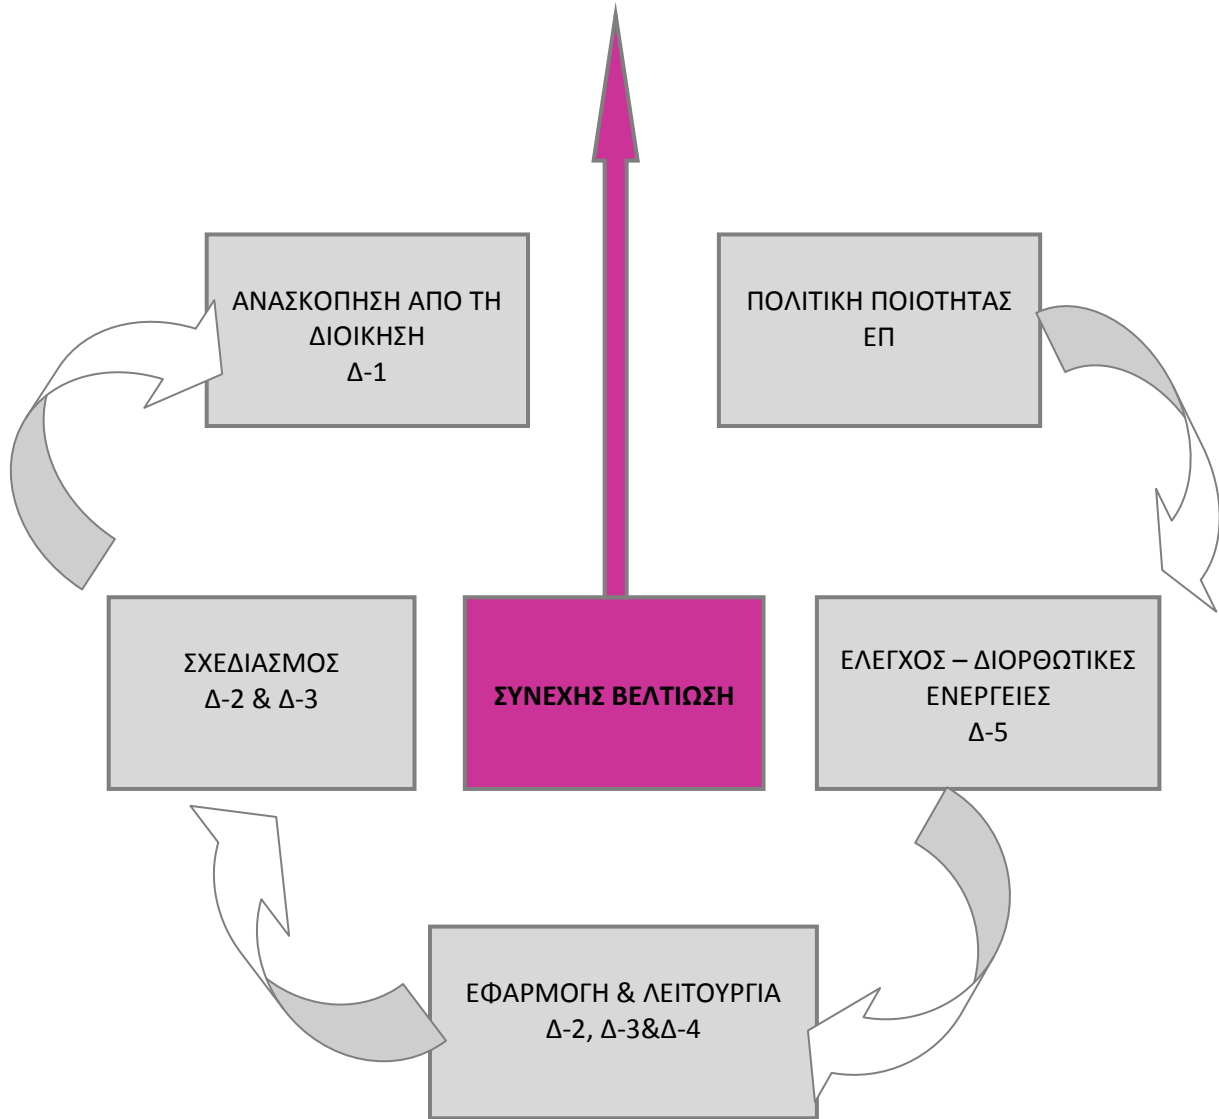 ΑΝΑΣΚΟΠΗΣΗ ΑΠΟ ΤΗ
ΔΙΟΙΚΗΣΗ
Δ-1
ΠΟΛΙΤΙΚΗ ΠΟΙΟΤΗΤΑΣ
ΕΠ
ΣΧΕΔΙΑΣΜΟΣ
Δ-2 & Δ-3
ΣΥΝΕΧΗΣ ΒΕΛΤΙΩΣΗ
ΕΛΕΓΧΟΣ – ΔΙΟΡΘΩΤΙΚΕΣ
ΕΝΕΡΓΕΙΕΣ
Δ-5
ΕΦΑΡΜΟΓΗ & ΛΕΙΤΟΥΡΓΙΑ
Δ-2, Δ-3&Δ-4